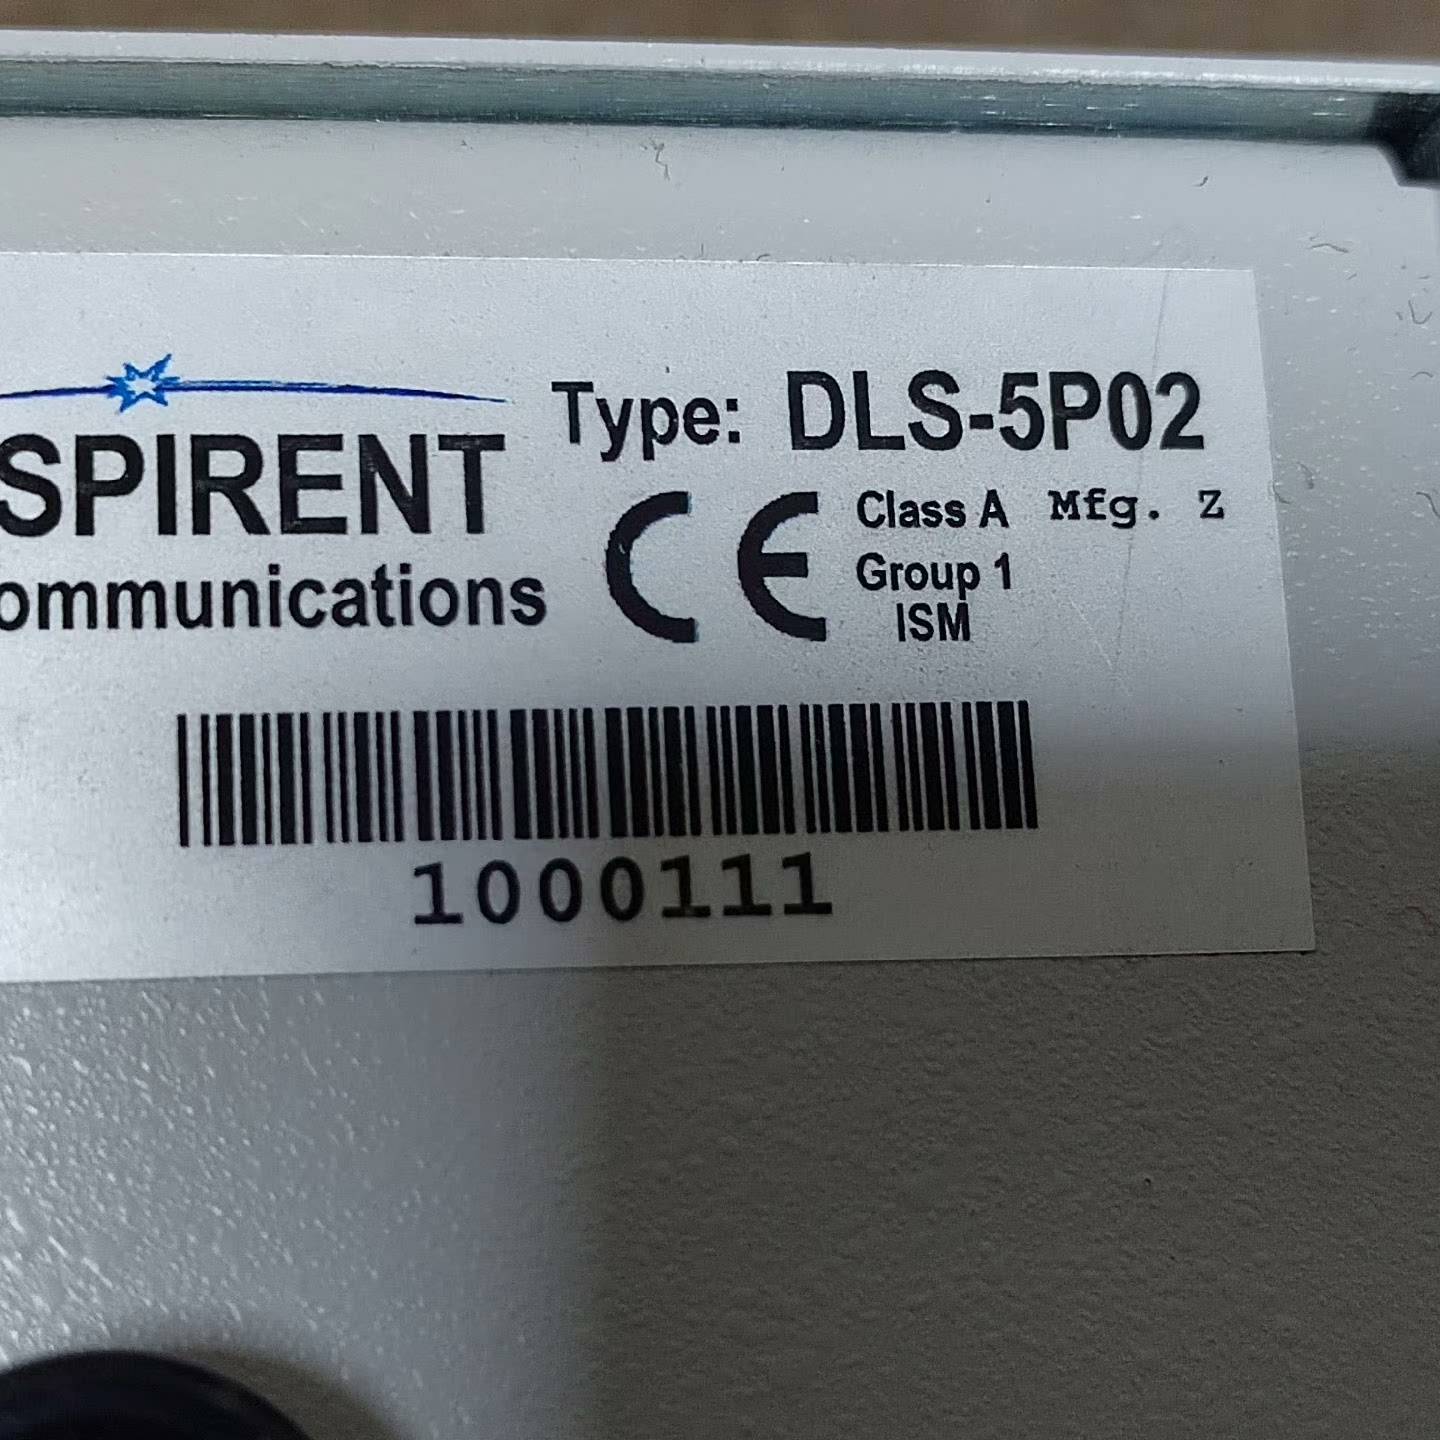 SPIRENT
ommunications
Type: DLS-5P02
CE
Class A Mfg. Z
Group 1
ISM
1000111